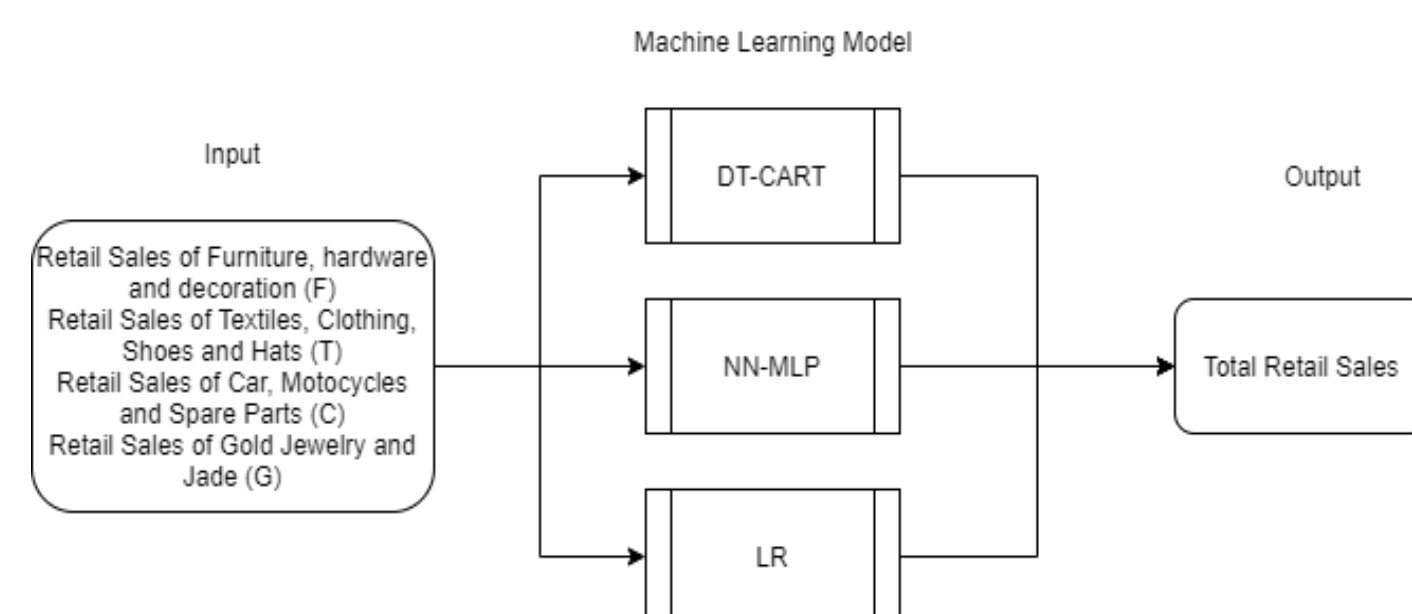 Machine Learning Model
Input
DT-CART
Output
Retail Sales of Furniture, hardware
and decoration (F)
Retail Sales of Textiles, Clothing,
Shoes and Hats (T)
Retail Sales of Car, Motocycles
and Spare Parts (C)
Retail Sales of Gold Jewelry and
Jade (G)
NN-MLP
Total Retail Sales
LR